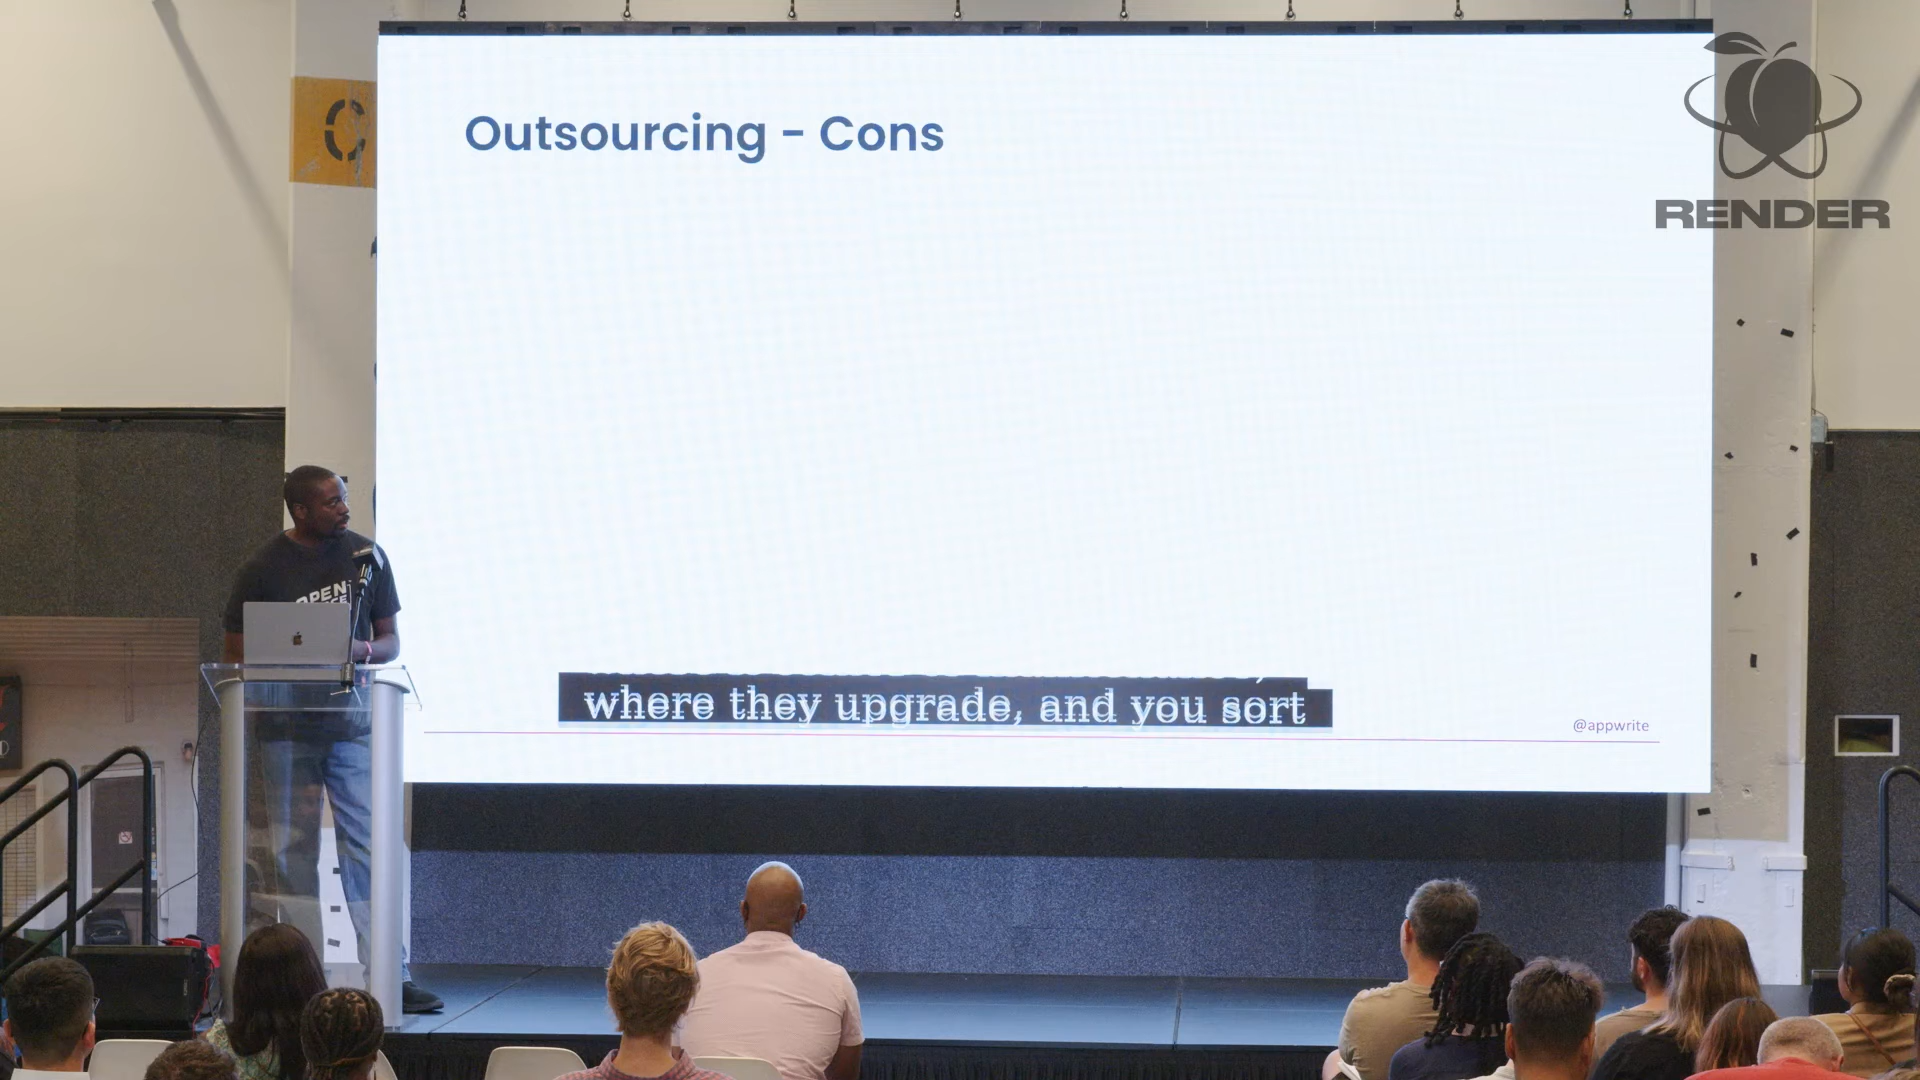 Outsourcing - Cons
RENDER
OPEN
where they upgrade, and you sort
@appwrite